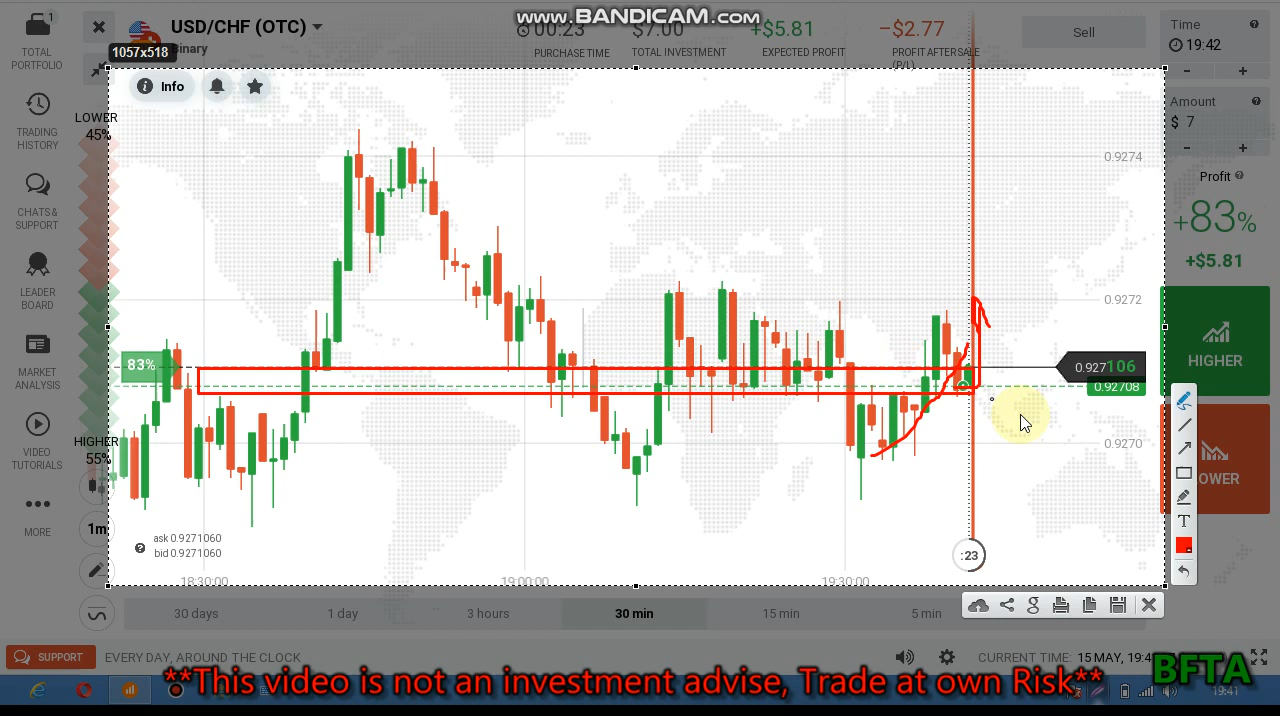 www.BANDICAM.com
1
TOTAL
PORTFOLIO
USD/CHF (OTC)
Binary
1057x518
00:23
PURCHASE TIME
$7.00
TOTAL INVESTMENT
+$5.81
EXPECTED PROFIT
−$2.77
PROFIT AFTER SALE
(P/L)
Sell
Time
19:42
-
+
Info
TRADING
HISTORY
LOWER
45%
Amount
$ 7
-
+
0.9274
Profit
+83%
+$5.81
CHATS &
SUPPORT
LEADER
BOARD
0.9272
HIGHER
MARKET
ANALYSIS
83%
0.927106
0.92708
HIGHER
55%
0.9270
OWER
VIDEO
TUTORIALS
T
MORE
1m
ask 0.9271060
bid 0.9271060
:23
18:30:00
19:00:00
19:30:00
30 days
1 day
3 hours
30 min
15 min
5 min
SUPPORT
EVERY DAY, AROUND THE CLOCK
CURRENT TIME: 15 MAY, 19:4
**This video is not an investment advise, Trade at own Risk**
BFTA
19:41